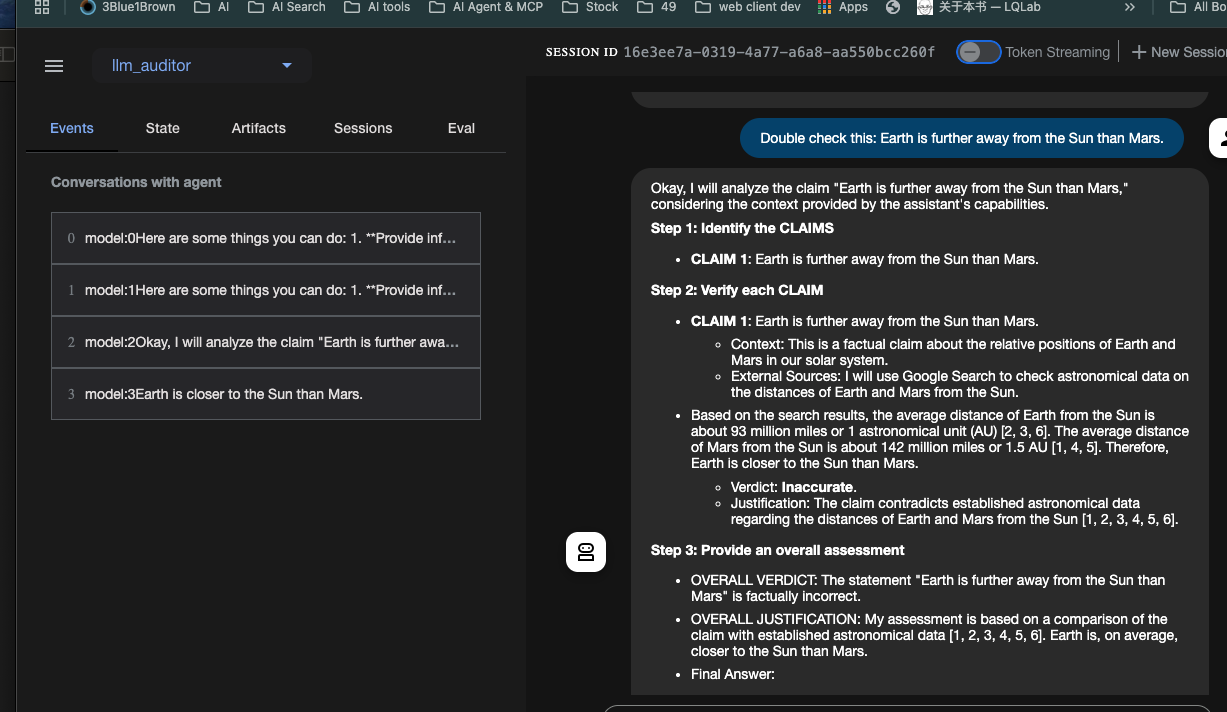 3Blue1Brown AI AI Search AI tools AI Agent & MCP Stock 49 web client dev Apps 关于本书 — LQLab » All Bo
llm_auditor
SESSION ID 16e3ee7a-0319-4a77-a6a8-aa550bcc260f Token Streaming New Sessio
Events State Artifacts Sessions Eval
Conversations with agent
0 model:0Here are some things you can do: 1. **Provide inf...
1 model:1Here are some things you can do: 1. **Provide inf...
2 model:2Okay, I will analyze the claim "Earth is further awa...
3 model:3Earth is closer to the Sun than Mars.
Double check this: Earth is further away from the Sun than Mars.
Okay, I will analyze the claim "Earth is further away from the Sun than Mars,"
considering the context provided by the assistant's capabilities.
Step 1: Identify the CLAIMS
• CLAIM 1: Earth is further away from the Sun than Mars.
Step 2: Verify each CLAIM
• CLAIM 1: Earth is further away from the Sun than Mars.
◦ Context: This is a factual claim about the relative positions of Earth and
Mars in our solar system.
◦ External Sources: I will use Google Search to check astronomical data on
the distances of Earth and Mars from the Sun.
• Based on the search results, the average distance of Earth from the Sun is
about 93 million miles or 1 astronomical unit (AU) [2, 3, 6]. The average distance
of Mars from the Sun is about 142 million miles or 1.5 AU [1, 4, 5]. Therefore,
Earth is closer to the Sun than Mars.
◦ Verdict: Inaccurate.
◦ Justification: The claim contradicts established astronomical data
regarding the distances of Earth and Mars from the Sun [1, 2, 3, 4, 5, 6].
Step 3: Provide an overall assessment
• OVERALL VERDICT: The statement "Earth is further away from the Sun than
Mars" is factually incorrect.
• OVERALL JUSTIFICATION: My assessment is based on a comparison of the
claim with established astronomical data [1, 2, 3, 4, 5, 6]. Earth is, on average,
closer to the Sun than Mars.
• Final Answer: